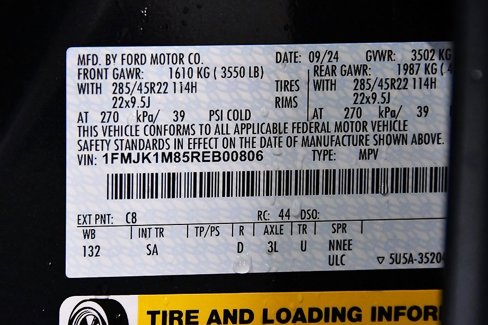 MFD. BY FORD MOTOR CO. DATE: 09/24 GVWR: 3502 KG
FRONT GAWR: 1610 KG ( 3550 LB) REAR GAWR: 1987 KG (
WITH 285/45R22 114H TIRES WITH 285/45R22 114H
22x9.5J RIMS 22x9.5J
AT 270 kPa/ 39 PSI COLD AT 270 kPa/ 39
THIS VEHICLE CONFORMS TO ALL APPLICABLE FEDERAL MOTOR VEHICLE
SAFETY STANDARDS IN EFFECT ON THE DATE OF MANUFACTURE SHOWN ABOVE.
VIN: 1FMJK1M85REB00806 TYPE: MPV
EXT PNT: C8 RC: 44 DSO:
WB INT TR TP/PS R AXLE TR SPR
132 SA D 3L U NNEE
ULC ▽ 5U5A-3520
TIRE AND LOADING INFOR